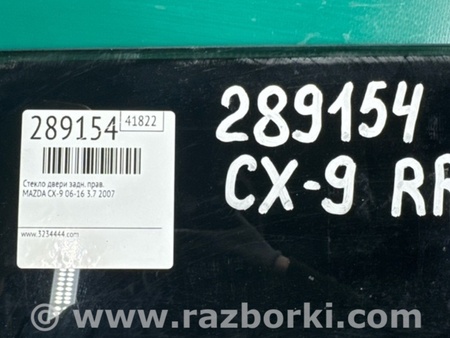 289154
41822
Стекло двери задн. прав.
MAZDA CX-9 06-16 3.7 2007
www.3234444.com
289154
CX-9 RR
www.razborki.com